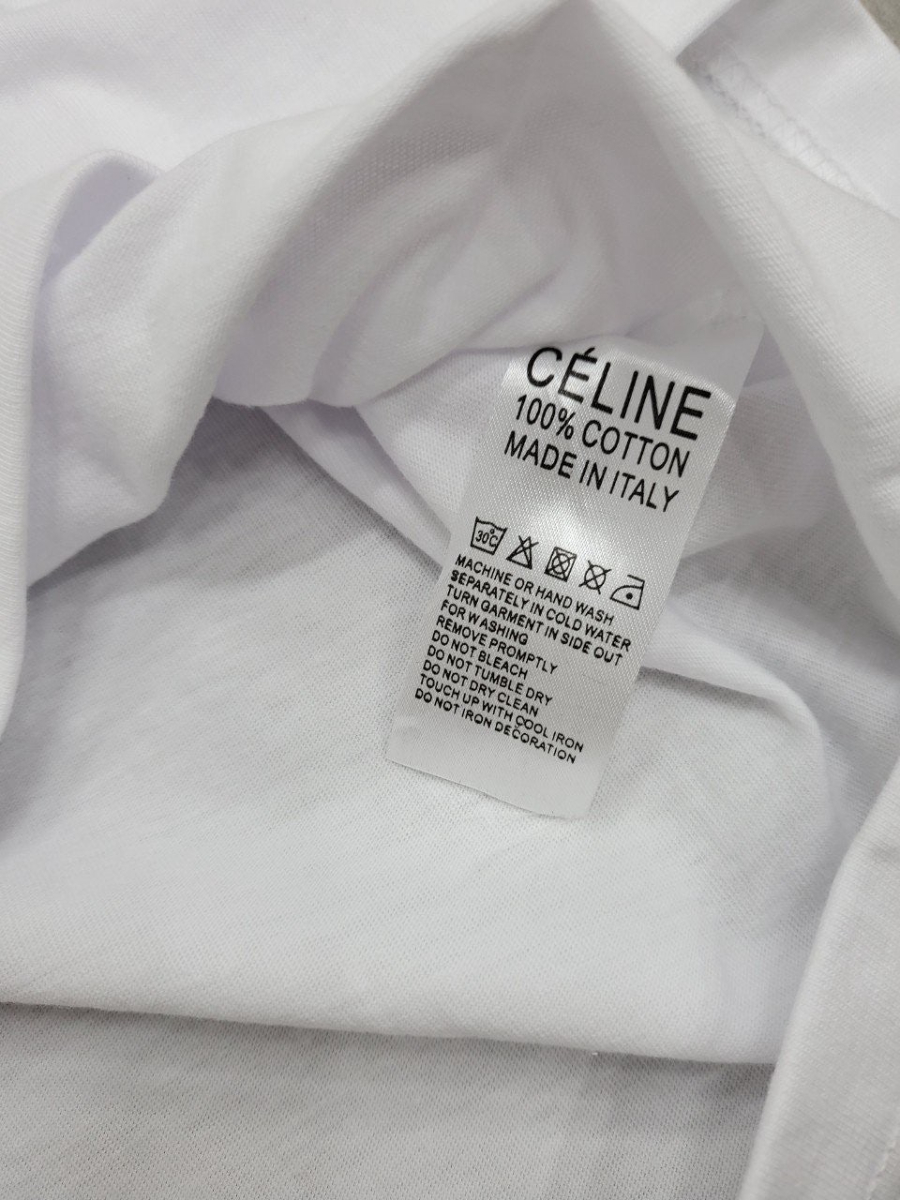 CÉLINE
100% COTTON
MADE IN ITALY
30°C
MACHINE OR HAND WASH
SEPARATELY IN COLD WATER
TURN GARMENT IN SIDE OUT
FOR WASHING
REMOVE PROMPTLY
DO NOT BLEACH
DO NOT TUMBLE DRY
DO NOT DRY CLEAN
TOUCH UP WITH COOL IRON
DO NOT IRON DECORATION